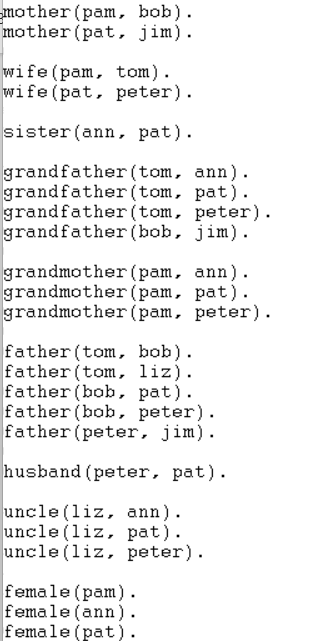 mother(pam, bob).
mother(pat, jim).
wife(pam, tom).
wife(pat, peter).
sister(ann, pat).
grandfather(tom, ann).
grandfather(tom, pat).
grandfather(tom, peter).
grandfather(bob, jim).
grandmother(pam, ann).
grandmother(pam, pat).
grandmother(pam, peter).
father(tom, bob).
father(tom, liz).
father(bob, pat).
father(bob, peter).
father(peter, jim).
husband(peter, pat).
uncle(liz, ann).
uncle(liz, pat).
uncle(liz, peter).
female(pam).
female(ann).
female(pat).